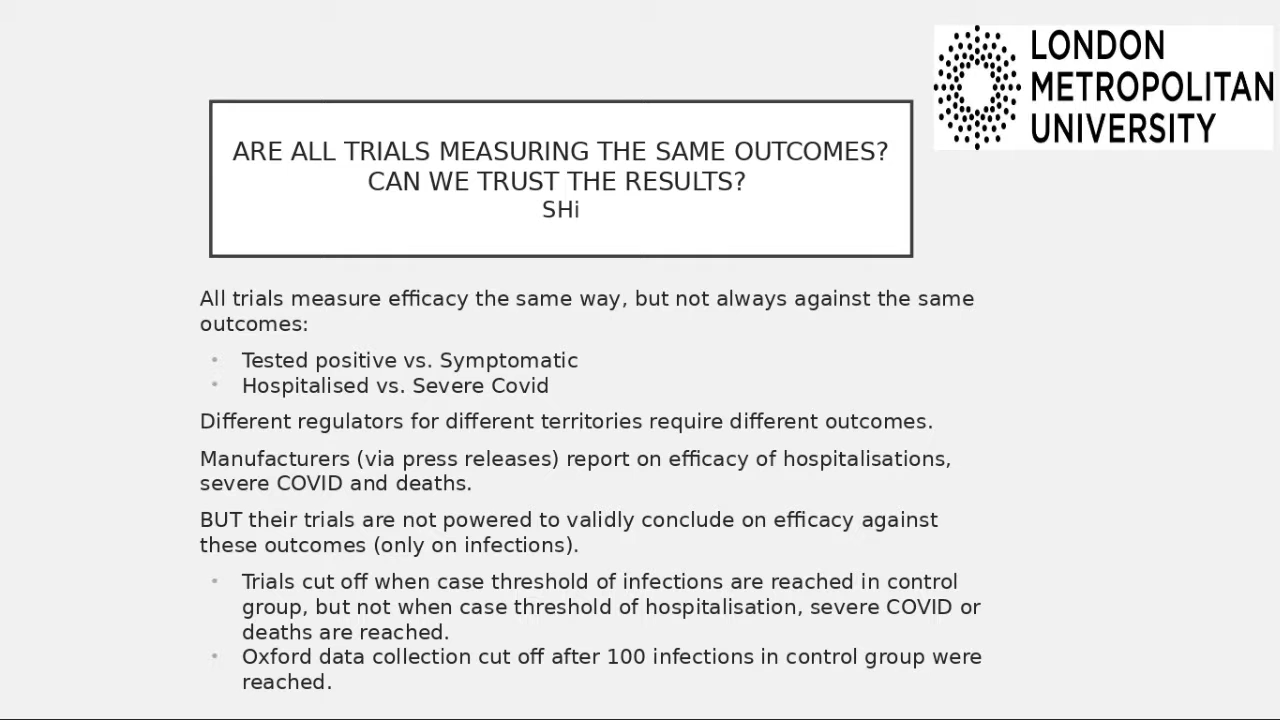 LONDON
METROPOLITAN
UNIVERSITY
ARE ALL TRIALS MEASURING THE SAME OUTCOMES?
CAN WE TRUST THE RESULTS?
SHi
All trials measure efficacy the same way, but not always against the same
outcomes:
• Tested positive vs. Symptomatic
• Hospitalised vs. Severe Covid
Different regulators for different territories require different outcomes.
Manufacturers (via press releases) report on efficacy of hospitalisations,
severe COVID and deaths.
BUT their trials are not powered to validly conclude on efficacy against
these outcomes (only on infections).
• Trials cut off when case threshold of infections are reached in control
group, but not when case threshold of hospitalisation, severe COVID or
deaths are reached.
• Oxford data collection cut off after 100 infections in control group were
reached.